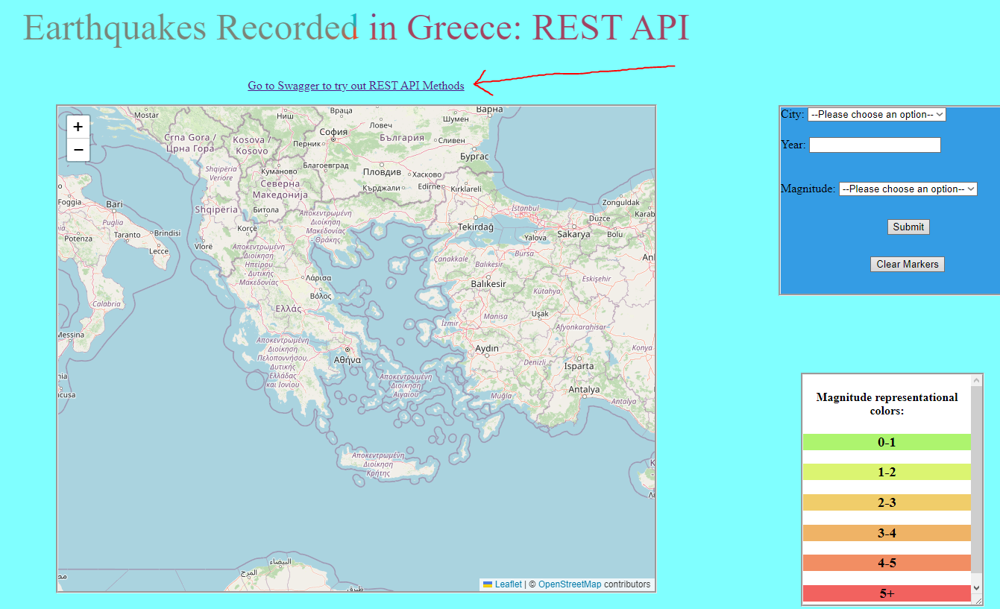 Earthquakes Recorded in Greece: REST API
Go to Swagger to try out REST API Methods
+
−
Mostar
Ниш
Враца
Ловеч
Шумен
Варна
Crna Gora /
Црна Гора
Kosova /
Kosovo
София
Перник
България
Сливен
Бургас
Shqipëria
Veriore
Куманово
Благоевград
Пловдив
Хасково
Северна
Македонија
Кърджали
Edirne
Kırklareli
Foggia
Bari
Puglia
Potenza
Taranto
Brindisi
Lecce
Shqipëria
Битола
Korçë
Vlorë
Αποκεντρωμένη
Διοίκηση
Μακεδονίας
Θράκης
Tekirdağ
İstanbul
Zonguldak
Düzce
Karab
Yalova
Sakarya
Bolu
Αποκεντρωμένη
Διοίκηση
Ηπείρου
- Δυτικής
Μακεδονίας
Λάρισα
Βόλος
Çanakkale
Balıkesir
Bursa
Balıkesir
Eskişehir
Kütahya
Calabria
Ελλάς
Manisa
Uşak
İzmir
Afyonkarahisar
Messina
Αποκεντρωμένη
Διοίκηση
Πελοποννήσου,
Δυτικής
Ελλάδας
και Ιονίου
Αθήνα
Aydın
Denizli
Isparta
Konya
Αποκεντρωμένη
Διοίκηση
Αιγαίου
Muğla
Antalya
Antalya
Αποκεντρωμένη
Διοίκηση
Κρήτης
البيضاء
المرج
طبرق
Leaflet | © OpenStreetMap contributors
City: --Please choose an option--
Year:
Magnitude: --Please choose an option--
Submit
Clear Markers
Magnitude representational
colors:
0-1
1-2
2-3
3-4
4-5
5+